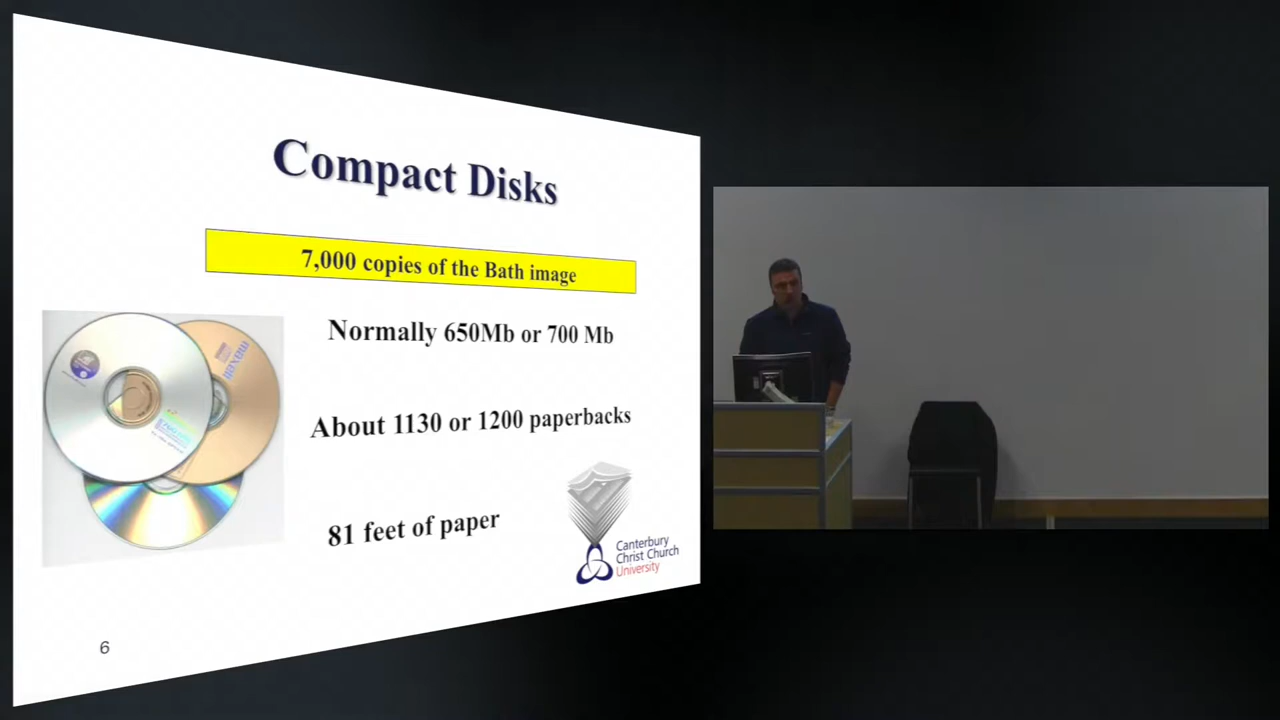 Compact Disks
7,000 copies of the Bath image
Normally 650Mb or 700 Mb
About 1130 or 1200 paperbacks
81 feet of paper
maxell
Canterbury
Christ Church
University
6